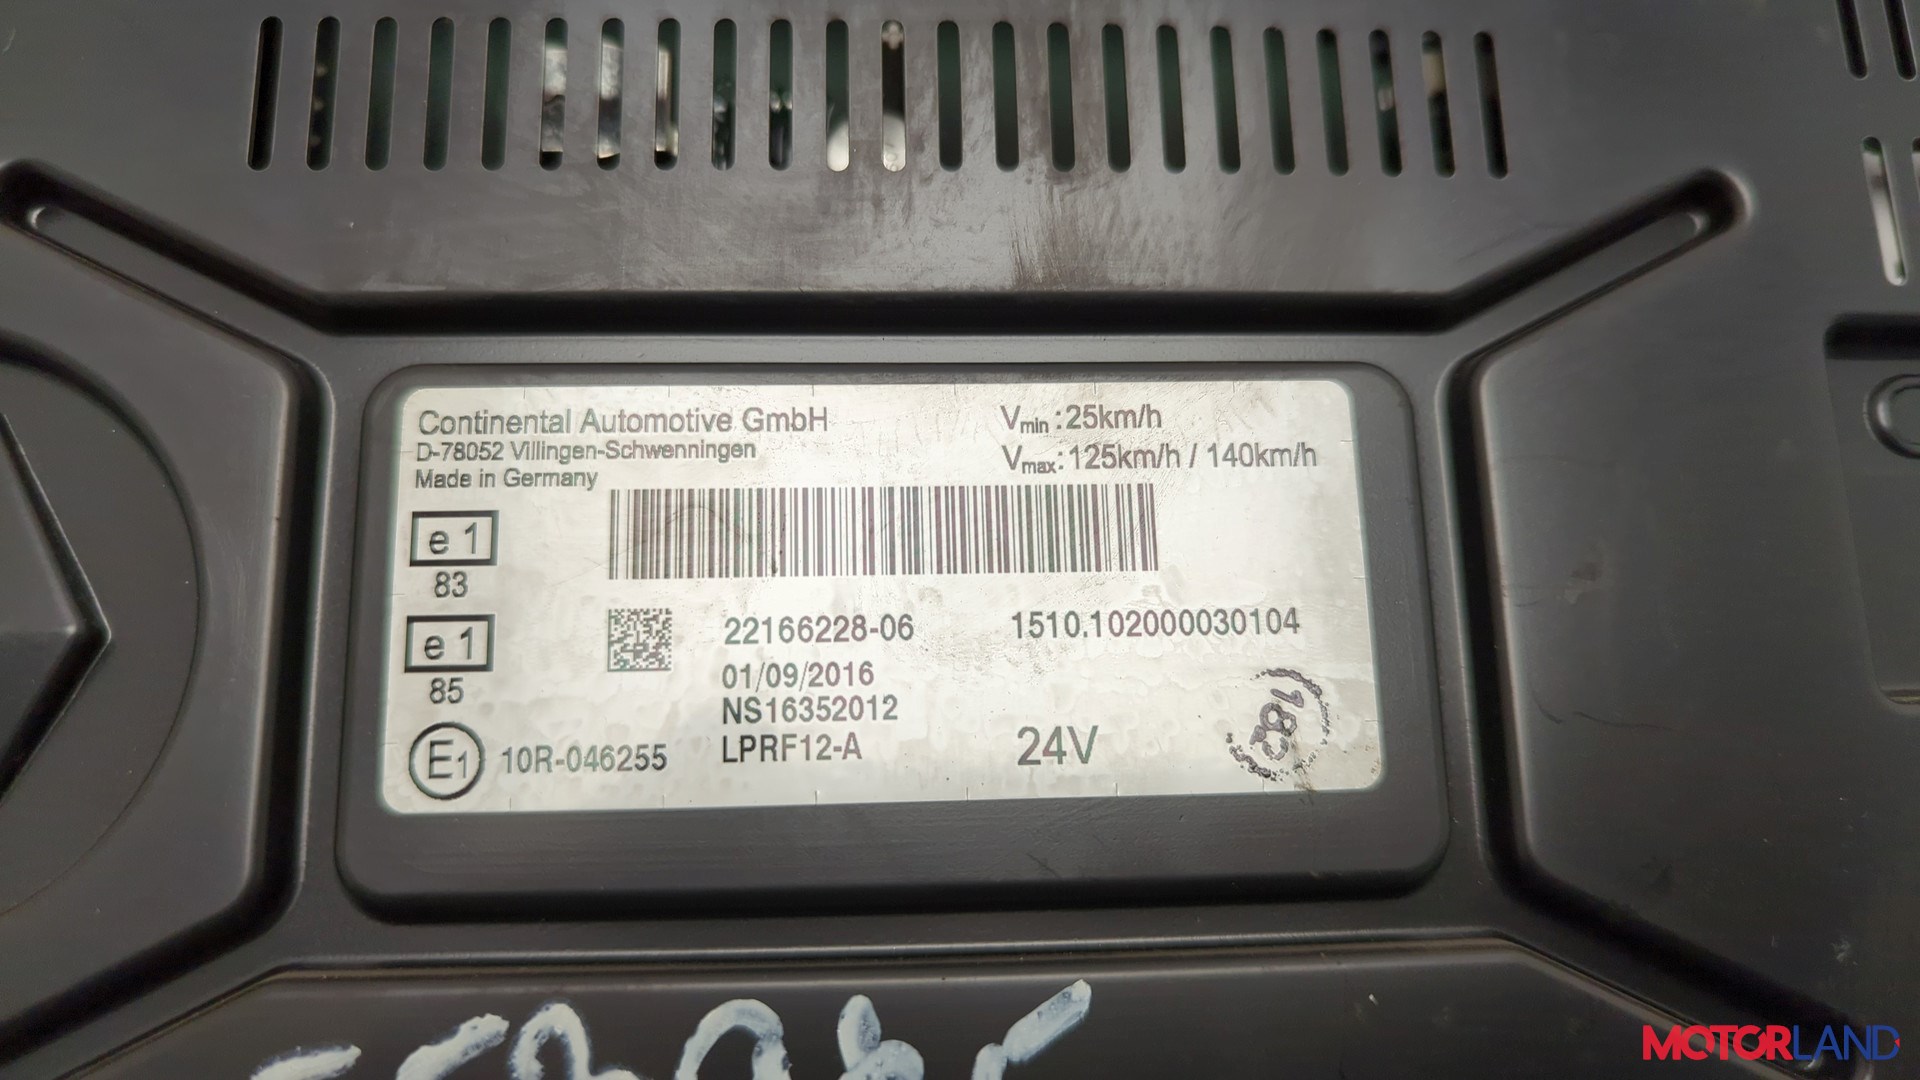 Continental Automotive GmbH
D-78052 Villingen-Schwenningen
Made in Germany
Vmin : 25km/h
Vmax : 125km/h / 140km/h
e 1
83
e 1
85
E1 10R-046255
22166228-06
01/09/2016
NS16352012
LPRF12-A
1510.102000030104
24V
182
MOTORLAND